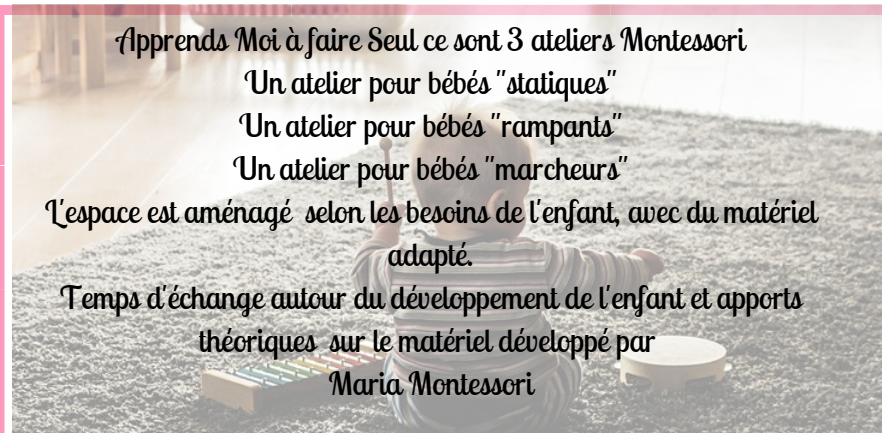 Apprends Moi à faire Seul ce sont 3 ateliers Montessori
Un atelier pour bébés "statiques"
Un atelier pour bébés "rampants"
Un atelier pour bébés "marcheurs"
L'espace est aménagé selon les besoins de l'enfant, avec du matériel
adapté.
Temps d'échange autour du développement de l'enfant et apports
théoriques sur le matériel développé par
Maria Montessori